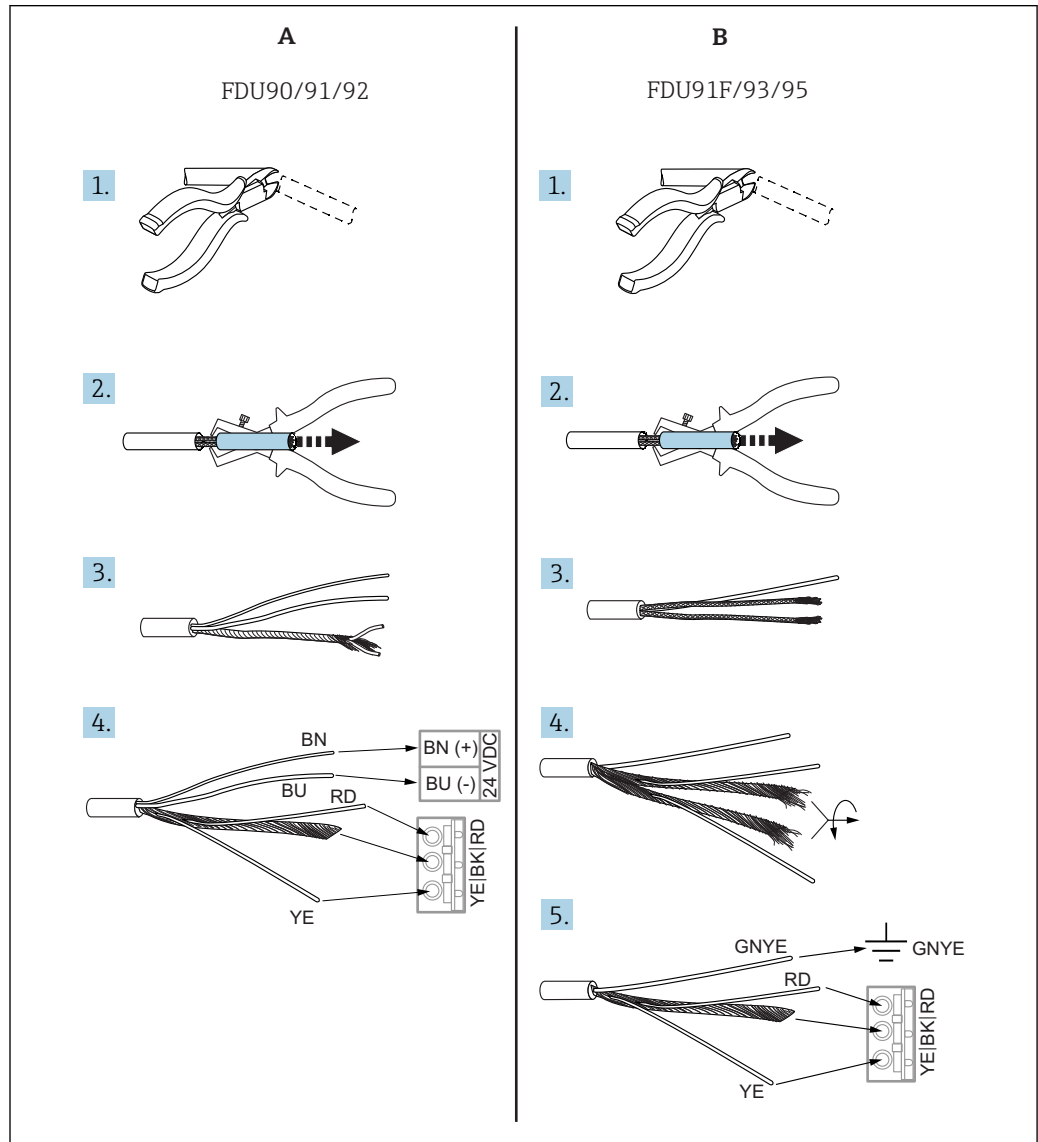 A
FDU90/91/92
1.
2.
3.
4.
BN
BU
RD
YE
BN (+)
BU (-)
24 VDC
YE|BK|RD
B
FDU91F/93/95
1.
2.
3.
4.
5.
GNYE
GNYE
RD
YE
YE|BK|RD